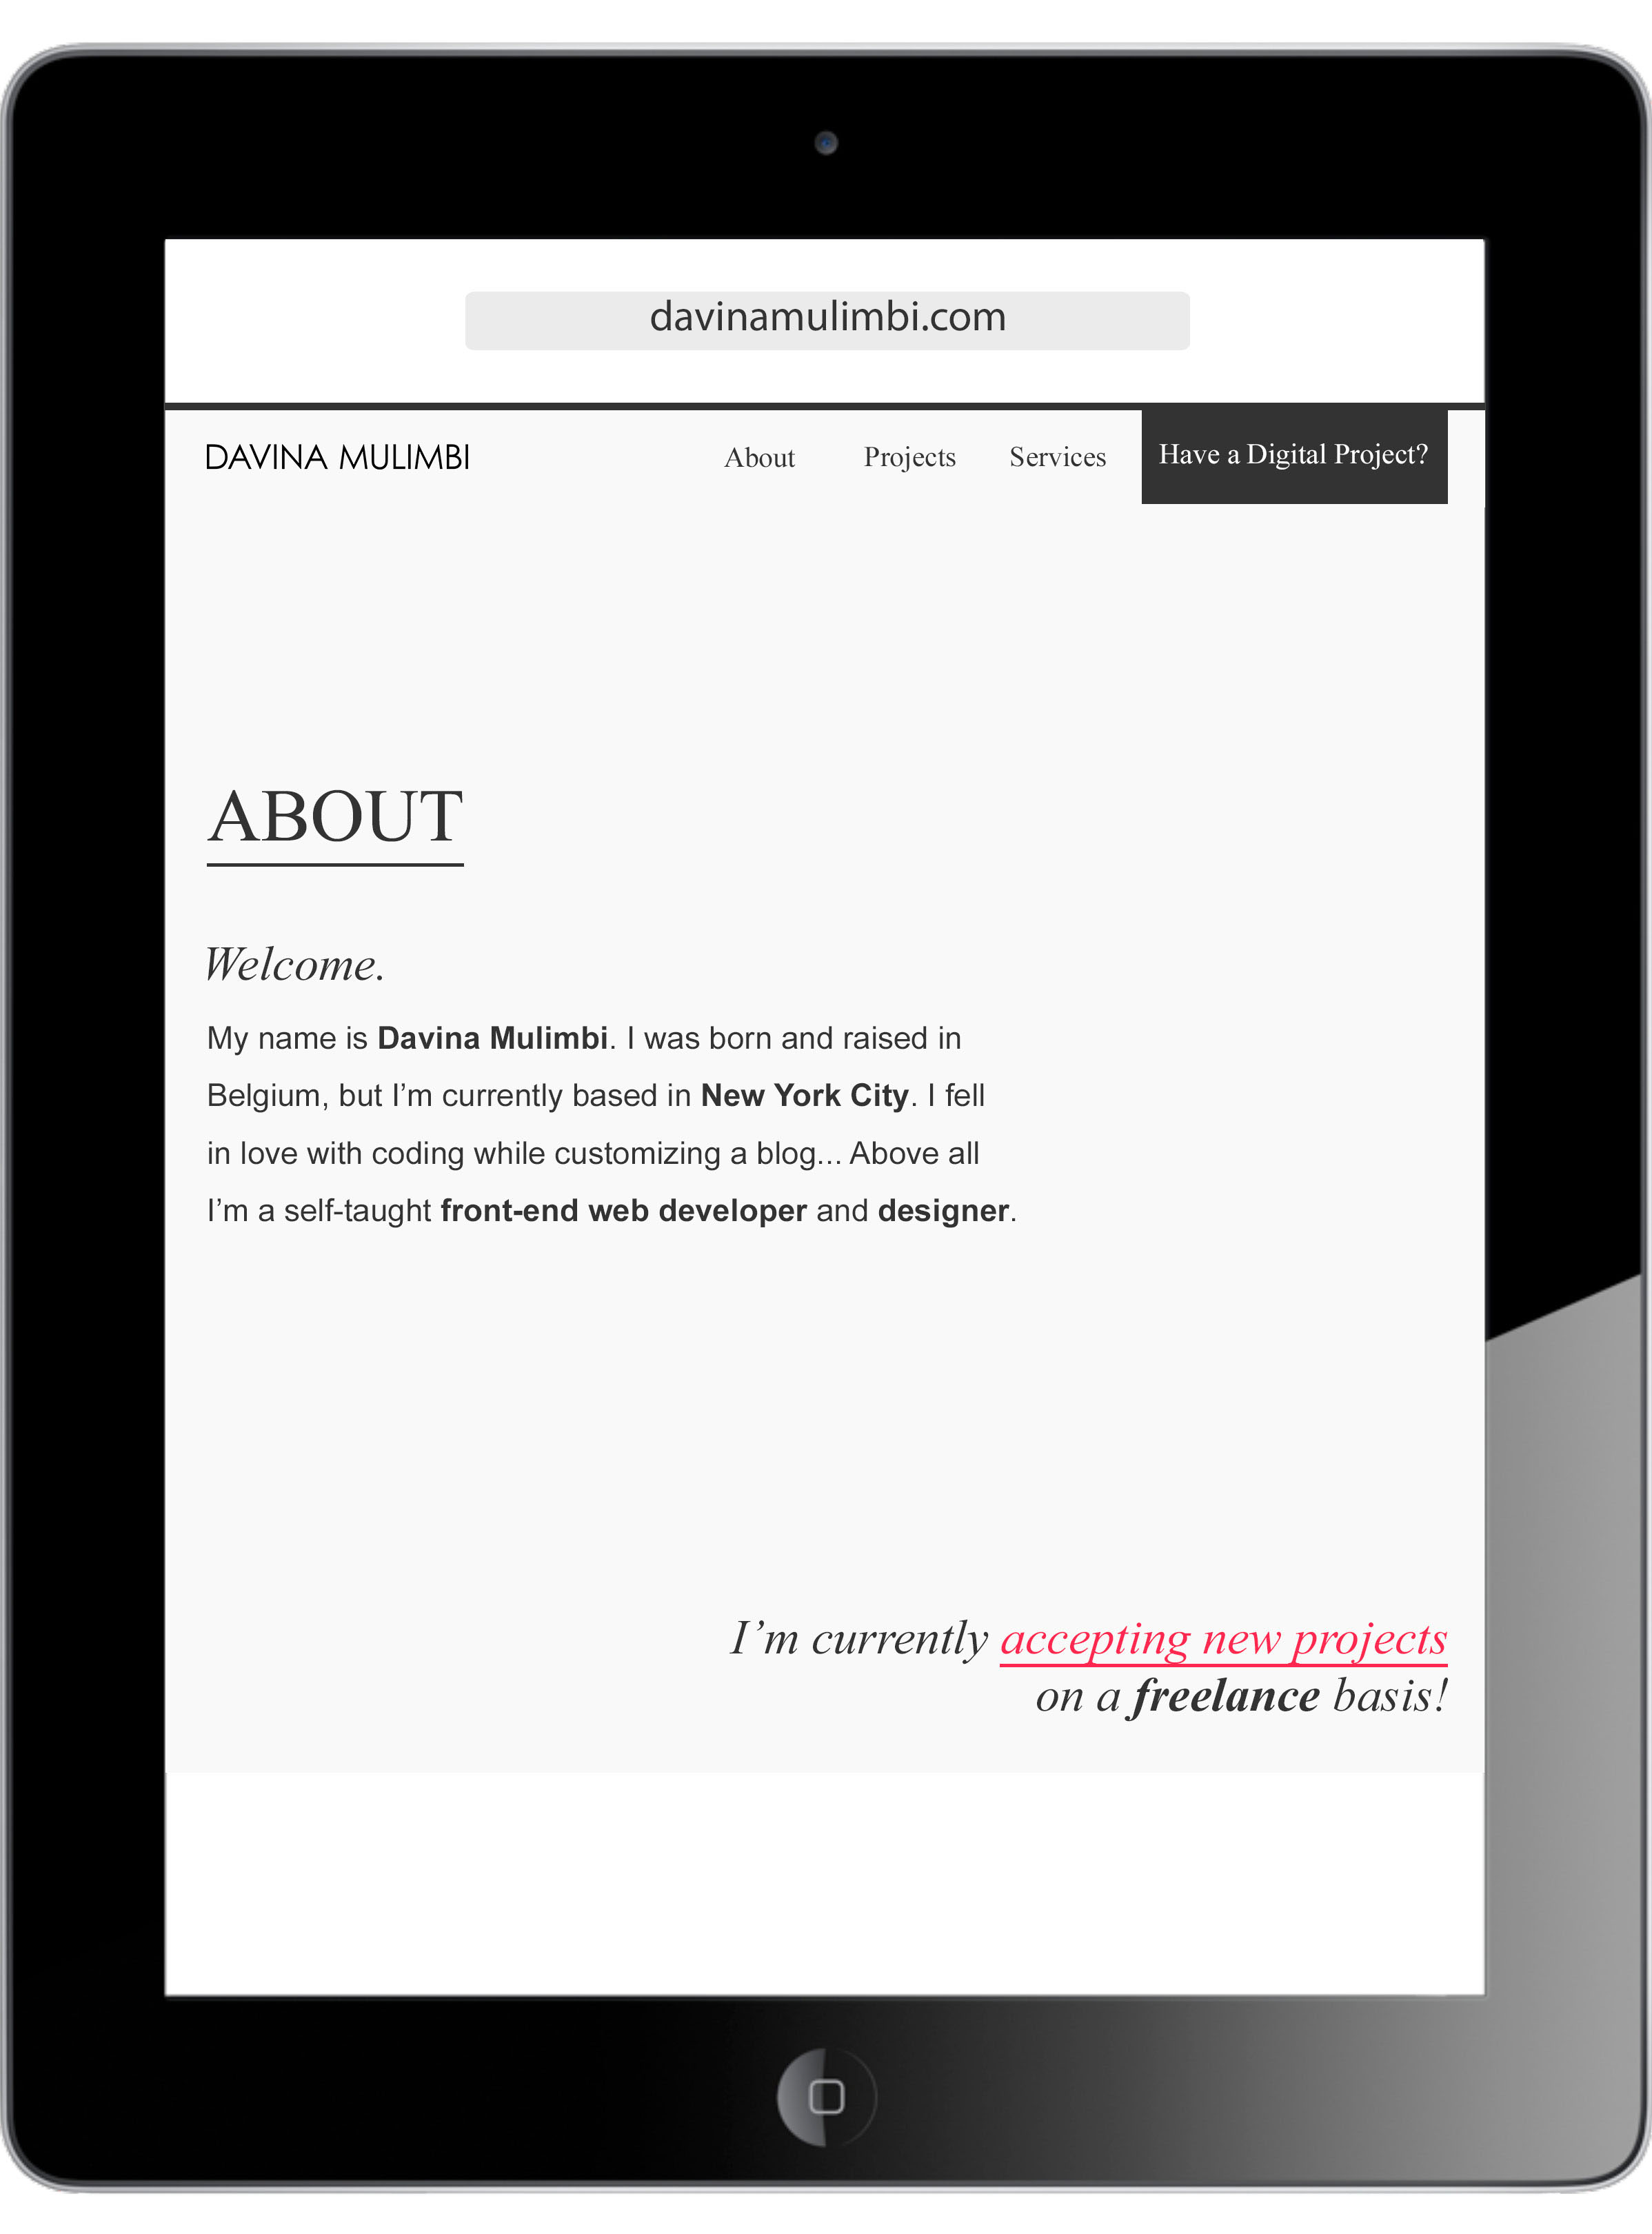 davinamulimbi.com
DAVINA MULIMBI About Projects Services Have a Digital Project?
ABOUT
Welcome.
My name is Davina Mulimbi. I was born and raised in
Belgium, but I’m currently based in New York City. I fell
in love with coding while customizing a blog... Above all
I’m a self-taught front-end web developer and designer.
I’m currently accepting new projects
on a freelance basis!